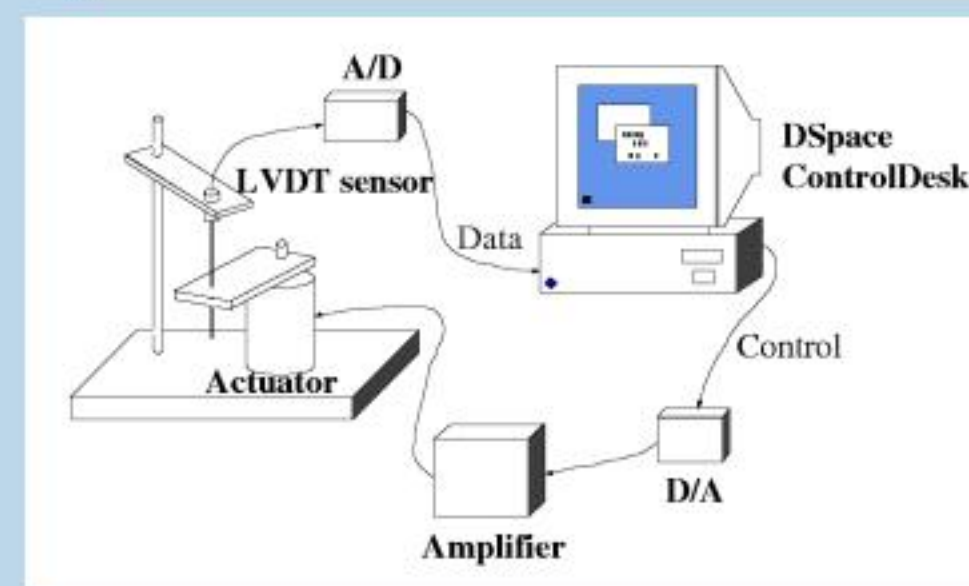 A/D
LVDT sensor
DSpace
ControlDesk
Data
Control
Actuator
D/A
Amplifier